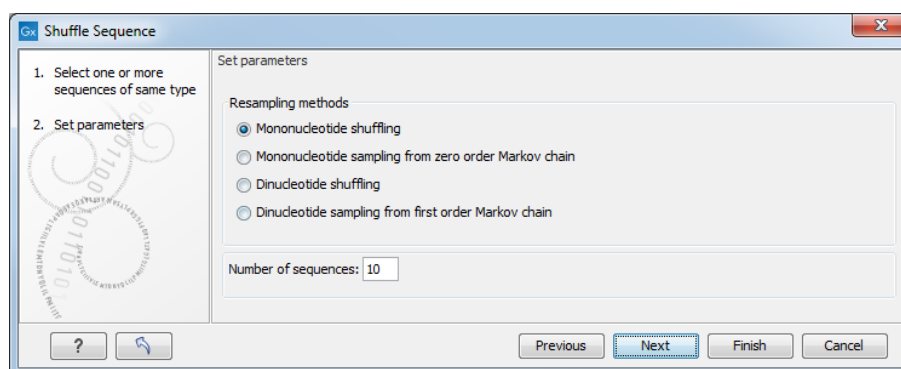 Gx Shuffle Sequence
1. Select one or more
sequences of same type
2. Set parameters
Set parameters
Resampling methods
Mononucleotide shuffling
Mononucleotide sampling from zero order Markov chain
Dinucleotide shuffling
Dinucleotide sampling from first order Markov chain
Number of sequences: 10
?
Previous
Next
Finish
Cancel